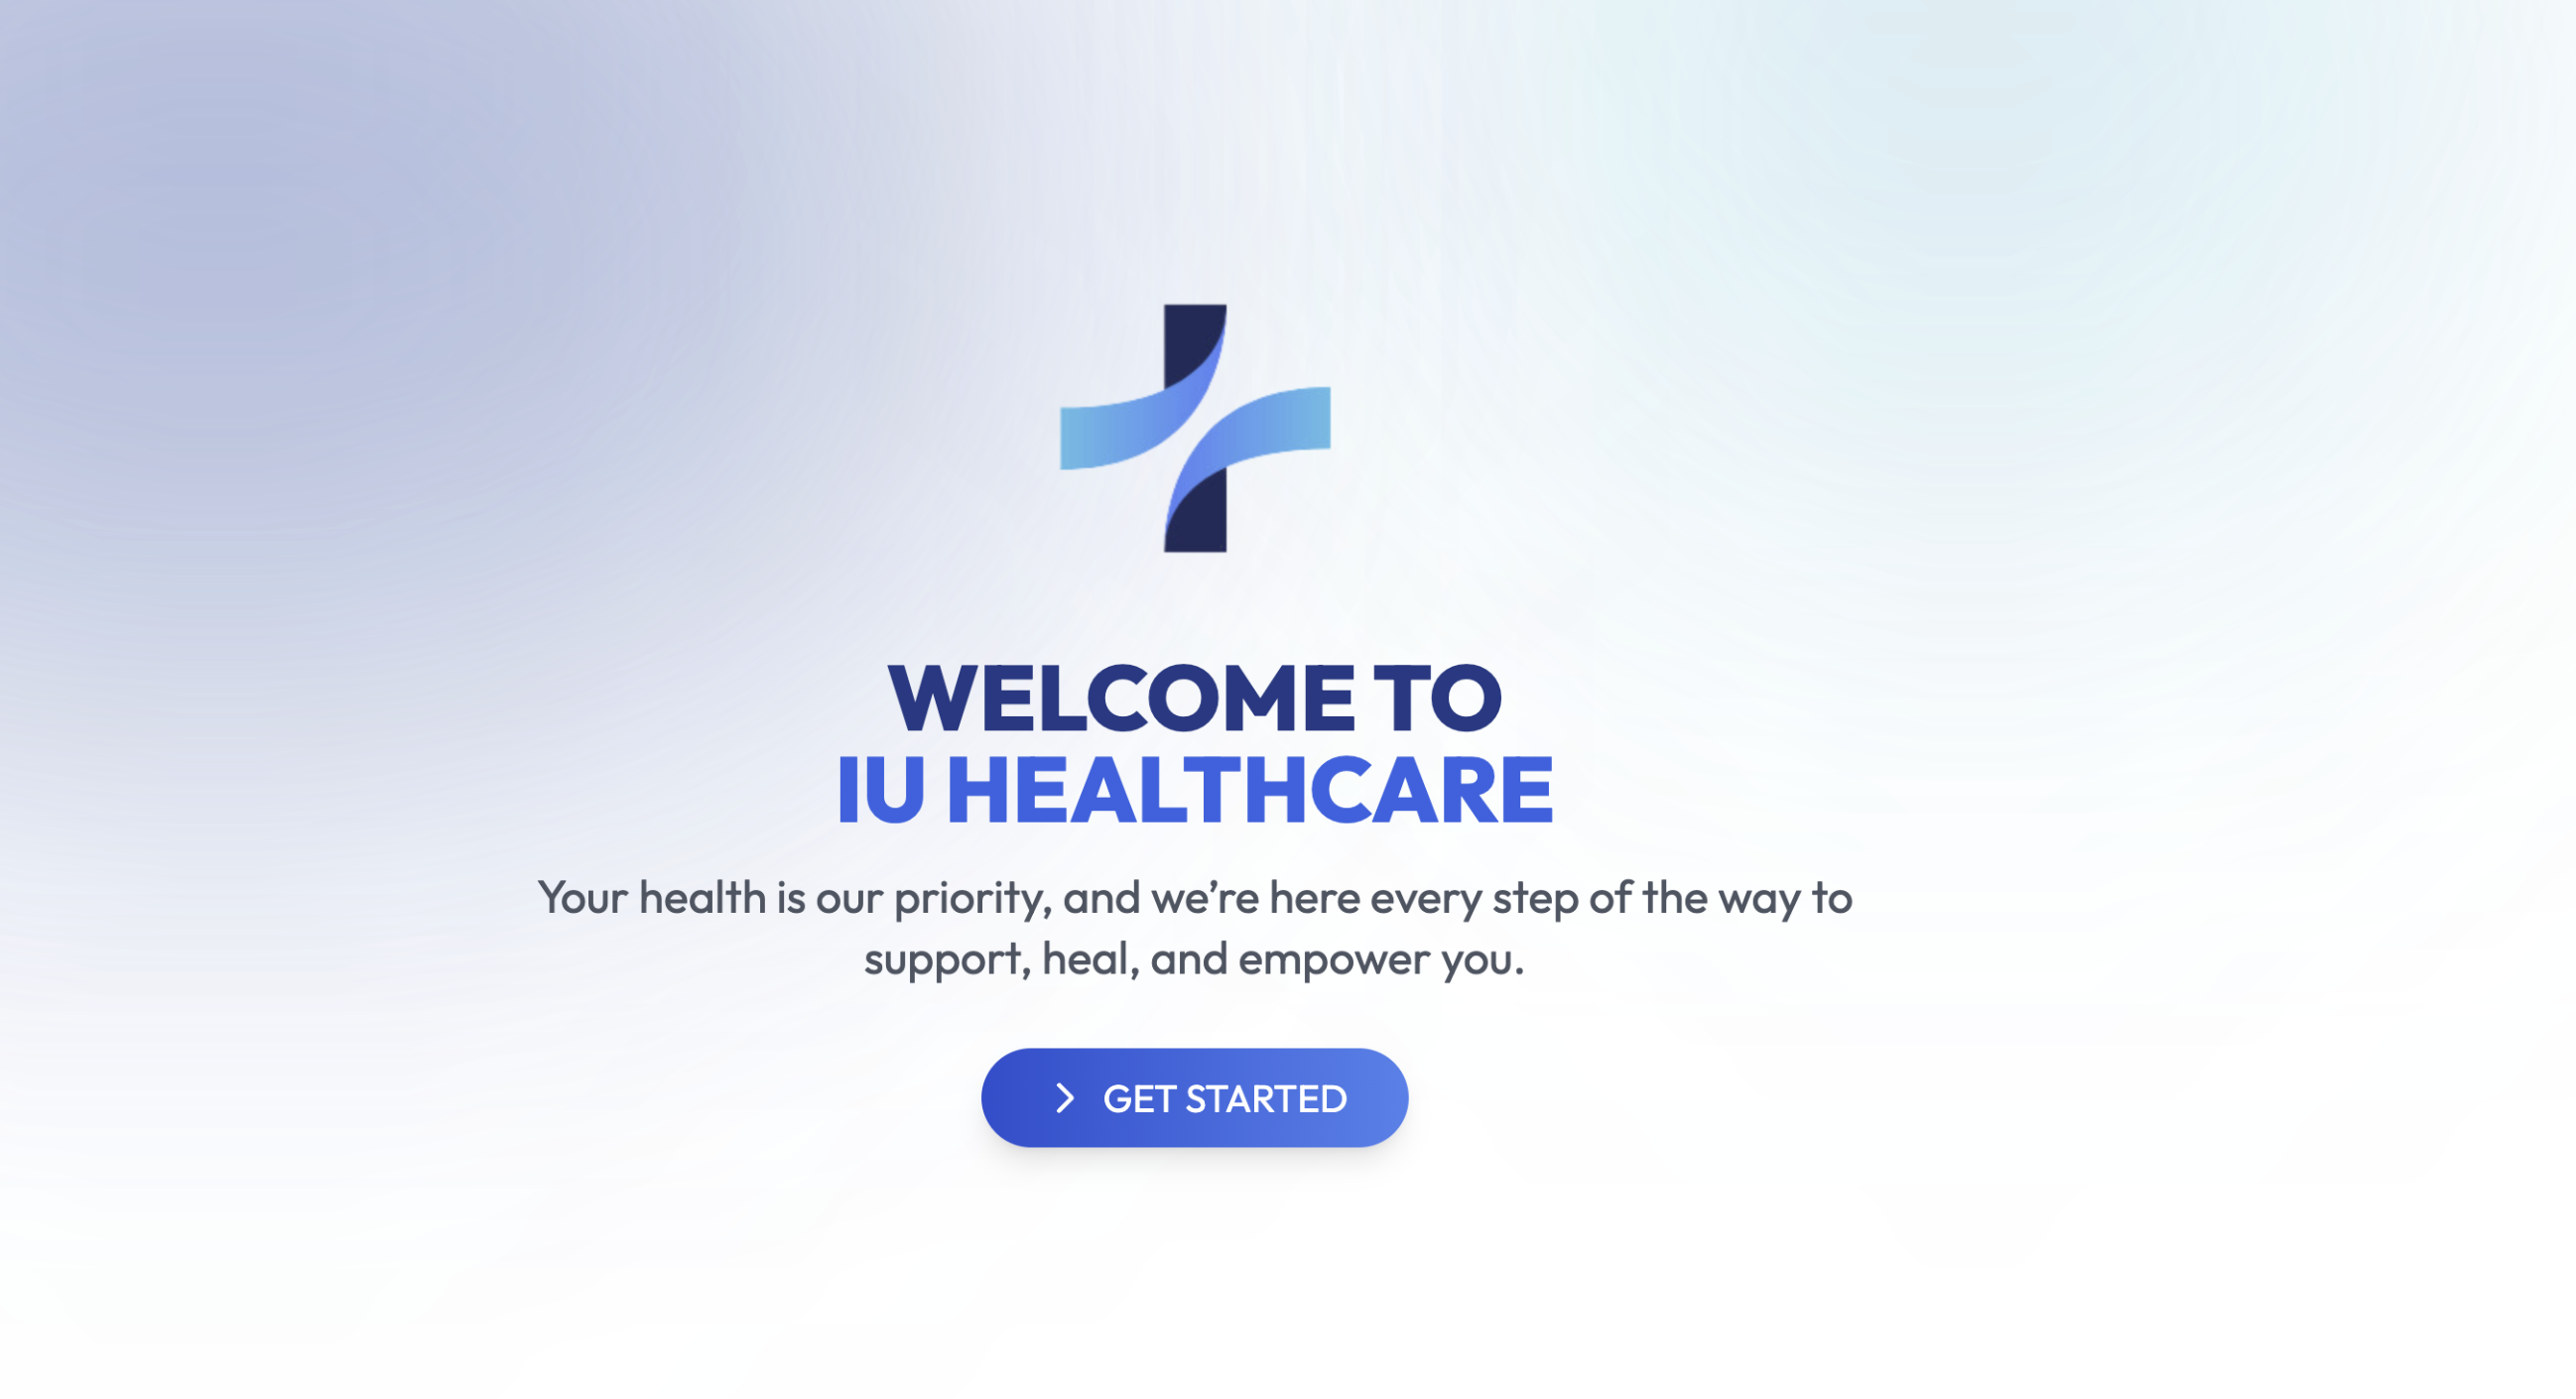 WELCOME TO
IU HEALTHCARE
Your health is our priority, and we’re here every step of the way to
support, heal, and empower you.
GET STARTED